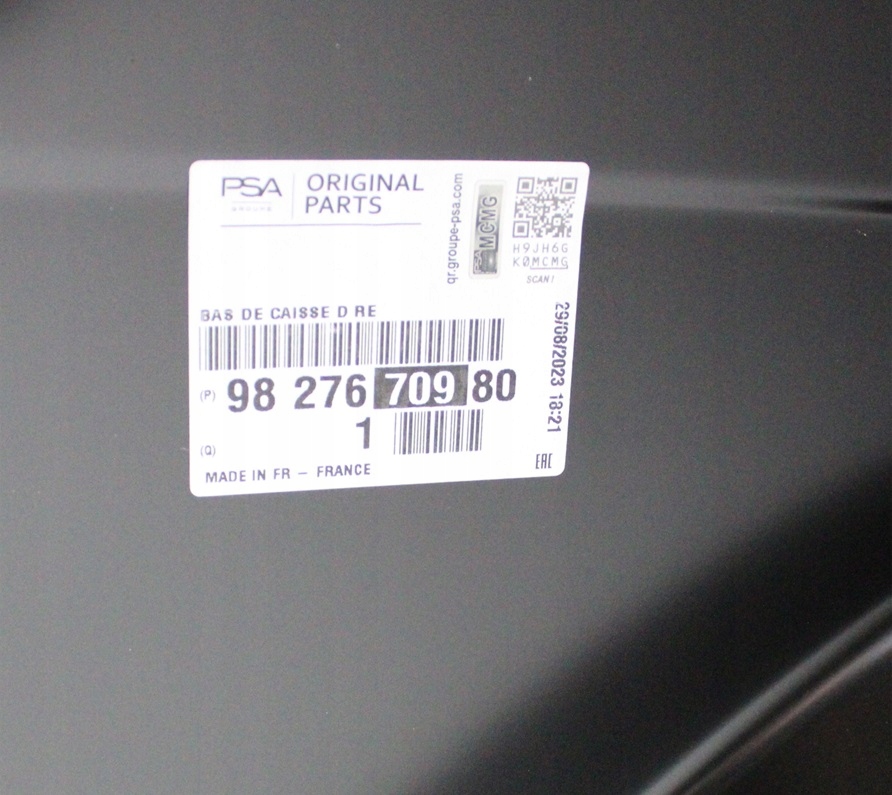 PSA
GROUPE
ORIGINAL
PARTS
qr.groupe-psa.com
MCMG
H9JH6G
KØMCMG
SCAN!
BAS DE CAISSE D RE
(P) 98 276 709 80
29/08/2023 18:21
(Q) 1
MADE IN FR – FRANCE
EAC